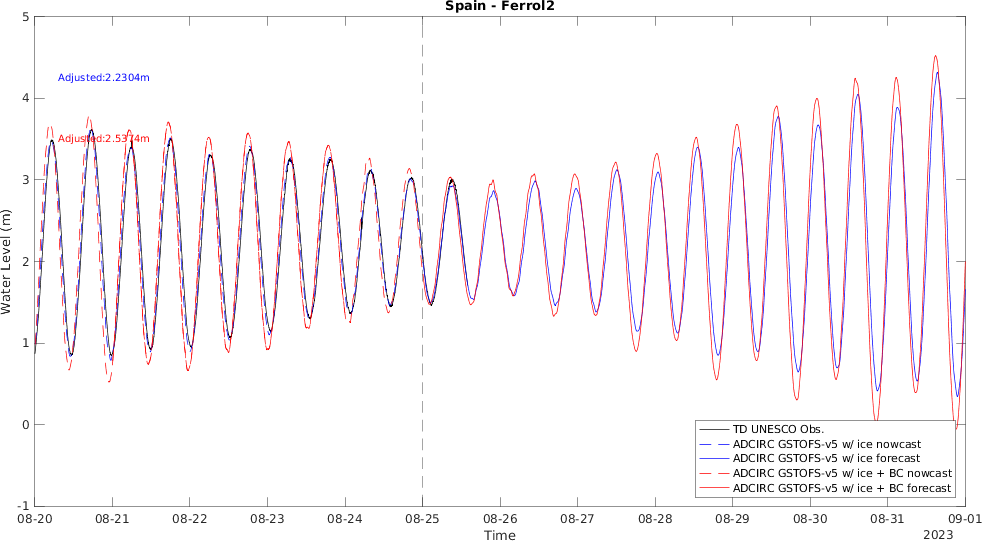 Spain - Ferrol2
5
4
3
2
1
0
-1
Water Level (m)
Adjusted:2.2304m
Adjusted:2.5374m
TD UNESCO Obs.
ADCIRC GSTOFS-v5 w/ ice nowcast
ADCIRC GSTOFS-v5 w/ ice forecast
ADCIRC GSTOFS-v5 w/ ice + BC nowcast
ADCIRC GSTOFS-v5 w/ ice + BC forecast
08-20 08-21 08-22 08-23 08-24 08-25 08-26 08-27 08-28 08-29 08-30 08-31 09-01
Time 2023